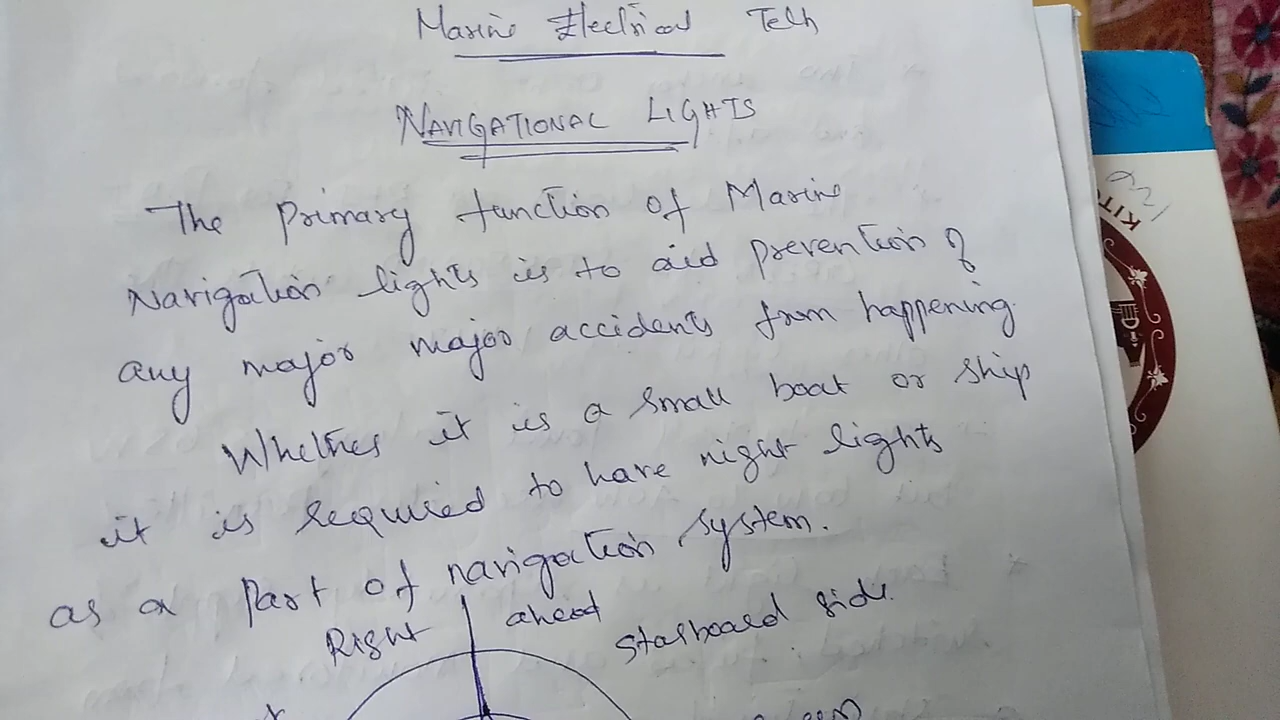 Marine Electrical Tech
NAVIGATIONAL LIGHTS
The primary function of Marine
Navigation lights is to aid prevention of
any major major accidents from happening.
Whether it is a small boat or ship
it is required to have night lights
as a part of navigation system.
Right ahead
starboard side.
KIT